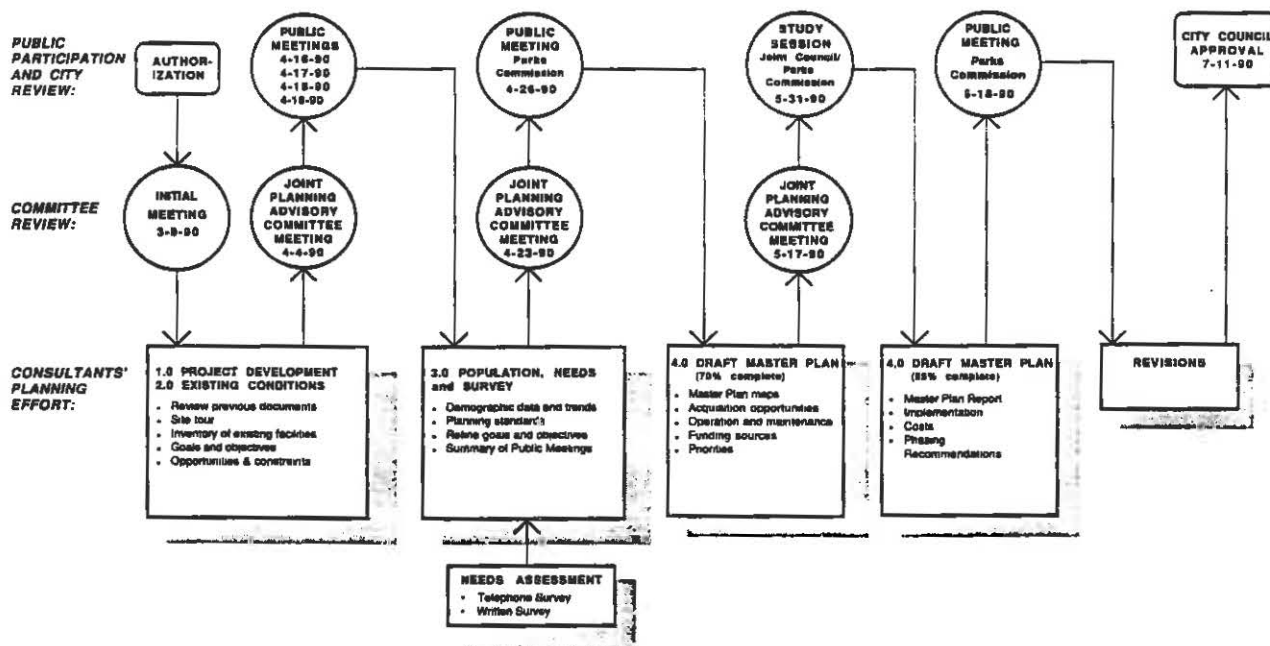 PUBLIC
PARTICIPATION
AND CITY
REVIEW:
AUTHOR-
IZATION
PUBLIC
MEETINGS
4-16-90
4-17-90
4-18-90
4-19-90
PUBLIC
MEETING
Parks
Commission
4-26-90
STUDY
SESSION
Joint Council/
Parks
Commission
5-31-90
PUBLIC
MEETING
Parks
Commission
CITY COUNCIL
APPROVAL
7-11-90
COMMITTEE
REVIEW:
INITIAL
MEETING
JOINT
PLANNING
ADVISORY
COMMITTEE
MEETING
4-4-90
JOINT
PLANNING
ADVISORY
COMMITTEE
MEETING
4-23-90
JOINT
PLANNING
ADVISORY
COMMITTEE
MEETING
5-17-90
CONSULTANTS'
PLANNING
EFFORT:
1.0 PROJECT DEVELOPMENT
2.0 EXISTING CONDITIONS
• Review previous documents
• Site tour
• Inventory of existing facilities
• Goals and objectives
• Opportunities & constraints
3.0 POPULATION, NEEDS
and SURVEY
• Demographic data and trends
• Planning standards
• Refine goals and objectives
• Summary of Public Meetings
4.0 DRAFT MASTER PLAN
(70% complete)
• Master Plan maps
• Acquisition opportunities
• Operation and maintenance
• Funding sources
• Priorities
4.0 DRAFT MASTER PLAN
complete)
• Master Plan Report
• Implementation
• Costs
• Phasing
Recommendations
REVISIONS
NEEDS ASSESSMENT
• Telephone Survey
• Written Survey